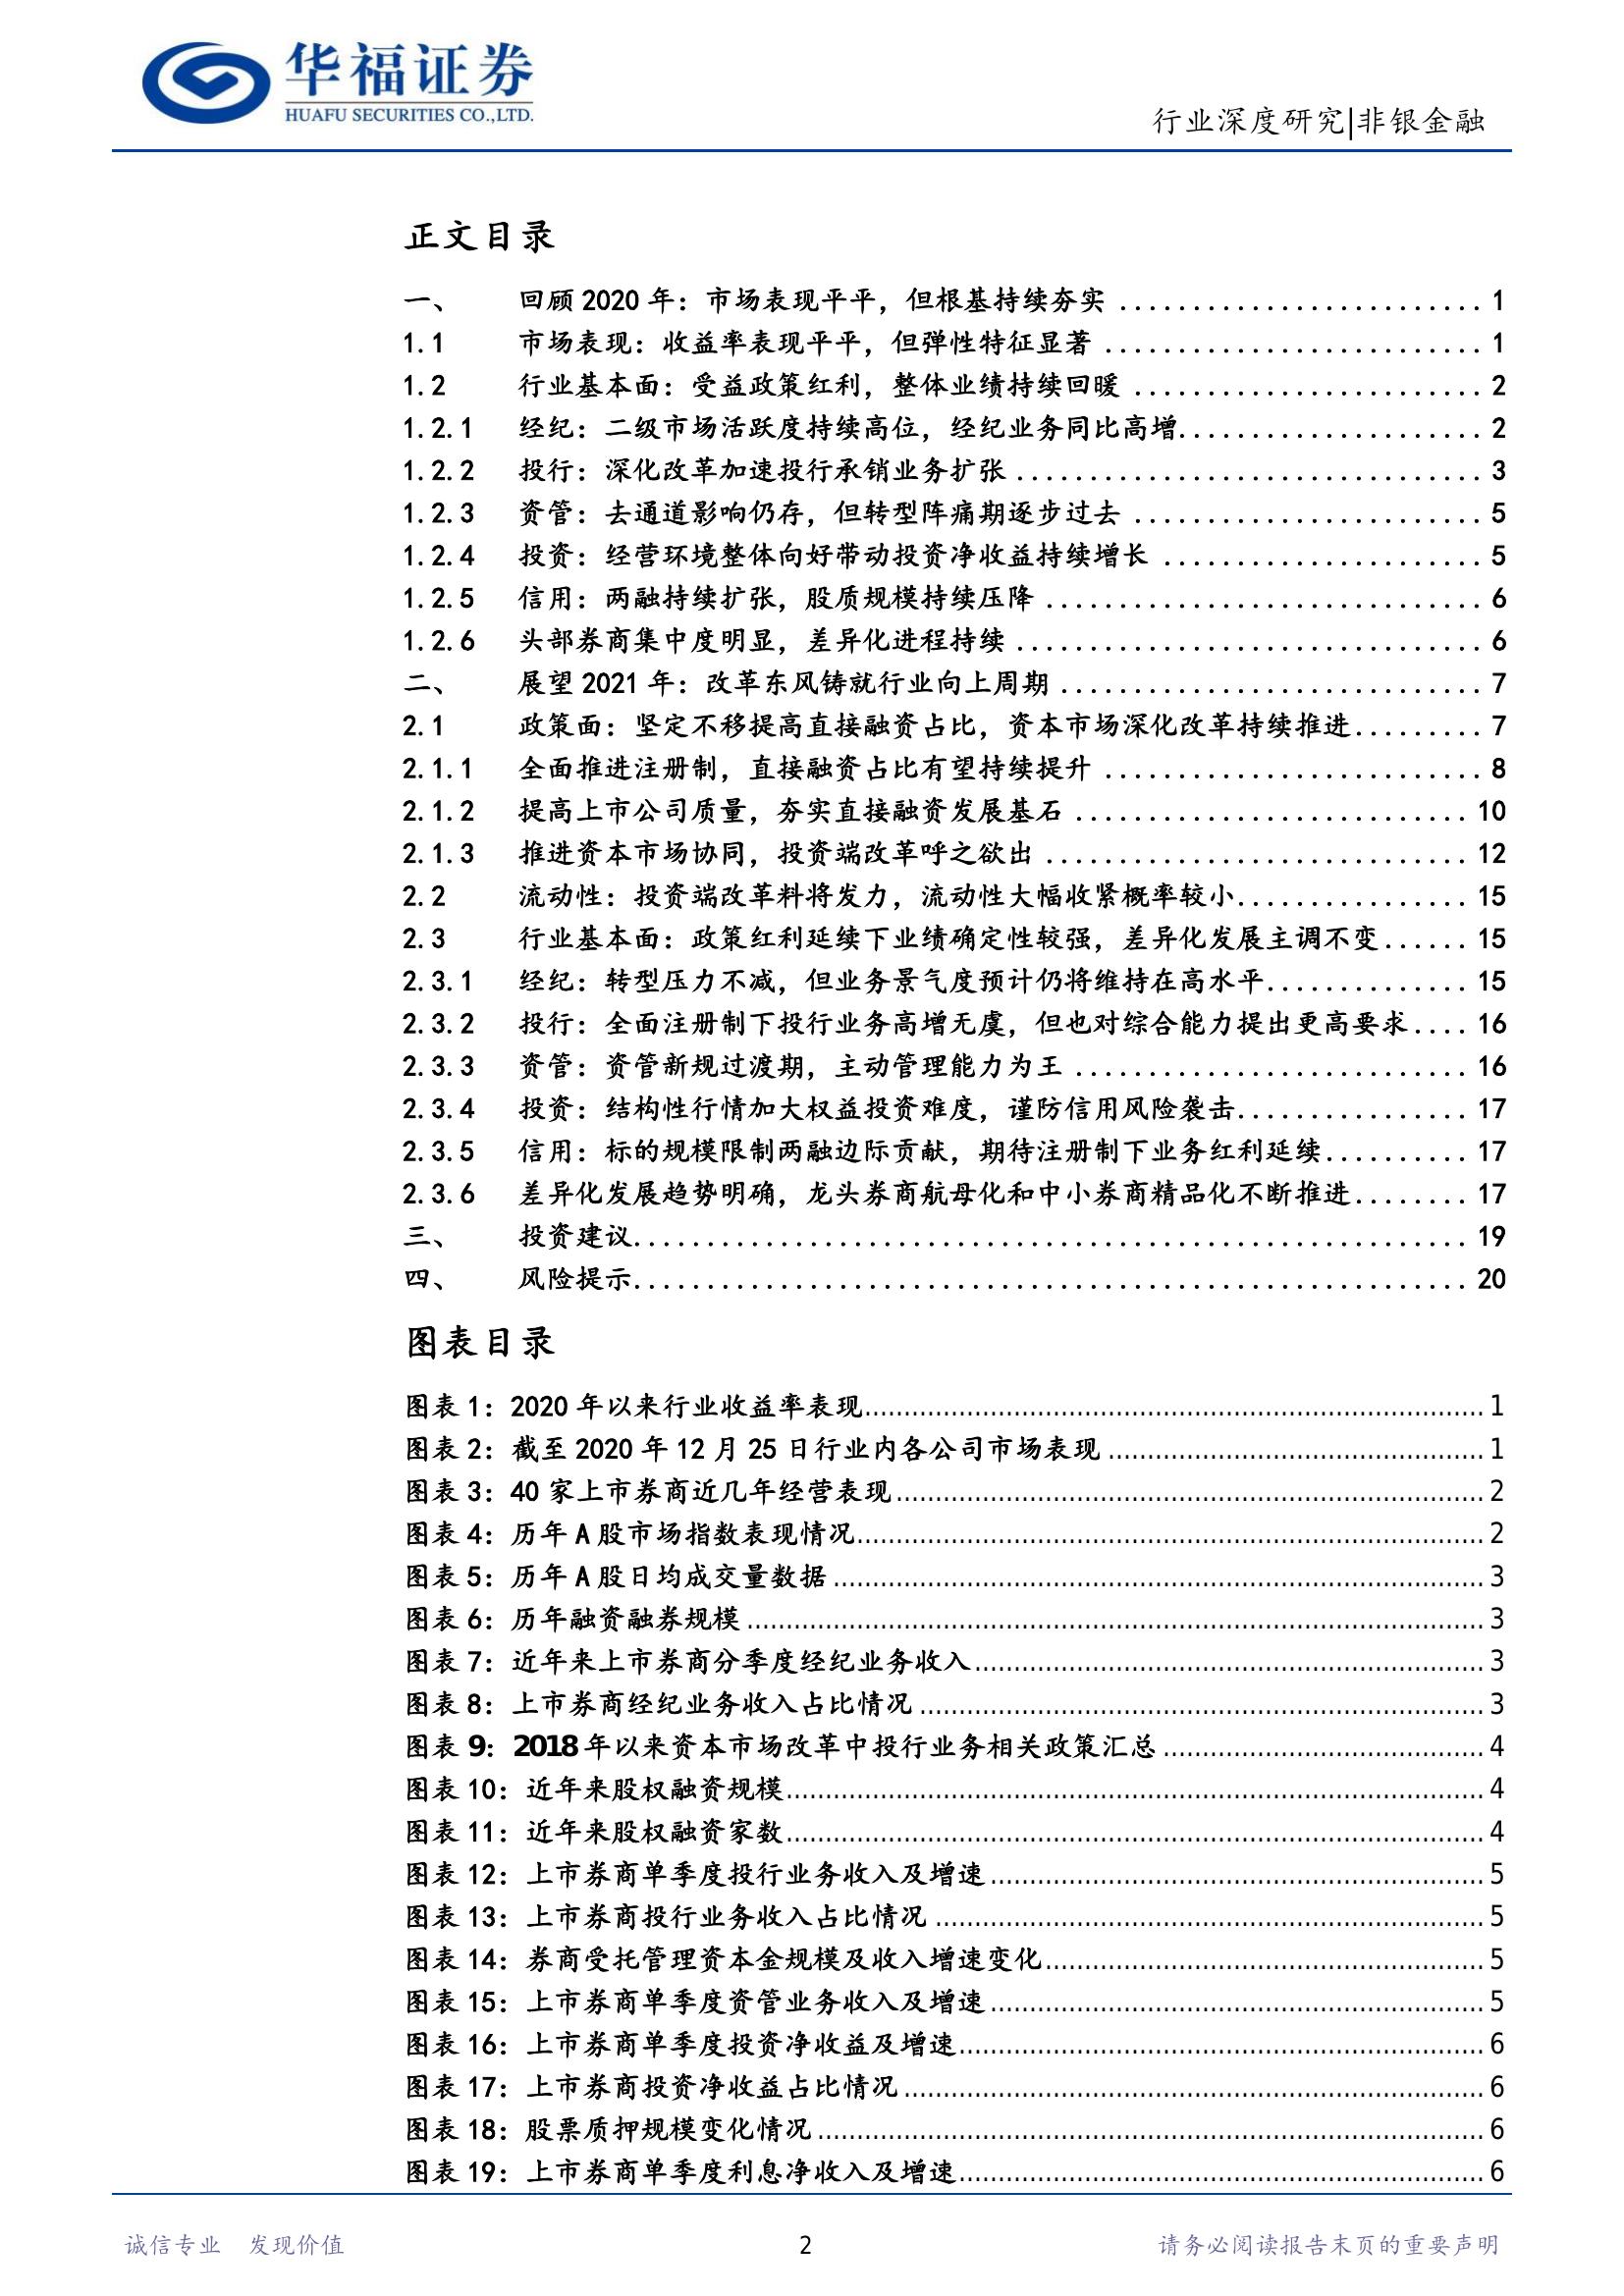 华福证券
HUAFU SECURITIES CO.,LTD.
行业深度研究|非银金融
正文目录
一、 回顾 2020 年：市场表现平平，但根基持续夯实 ......................... 1
1.1 市场表现：收益率表现平平，但弹性特征显著 .......................... 1
1.2 行业基本面：受益政策红利，整体业绩持续回暖 ........................ 2
1.2.1 经纪：二级市场活跃度持续高位，经纪业务同比高增..................... 2
1.2.2 投行：深化改革加速投行承销业务扩张 ................................ 3
1.2.3 资管：去通道影响仍存，但转型阵痛期逐步过去 ........................ 5
1.2.4 投资：经营环境整体向好带动投资净收益持续增长 ...................... 5
1.2.5 信用：两融持续扩张，股质规模持续压降 .............................. 6
1.2.6 头部券商集中度明显，差异化进程持续 ................................ 6
二、 展望 2021 年：改革东风铸就行业向上周期 ............................. 7
2.1 政策面：坚定不移提高直接融资占比，资本市场深化改革持续推进......... 7
2.1.1 全面推进注册制，直接融资占比有望持续提升 .......................... 8
2.1.2 提高上市公司质量，夯实直接融资发展基石 ........................... 10
2.1.3 推进资本市场协同，投资端改革呼之欲出 ............................. 12
2.2 流动性：投资端改革料将发力，流动性大幅收紧概率较小................ 15
2.3 行业基本面：政策红利延续下业绩确定性较强，差异化发展主调不变...... 15
2.3.1 经纪：转型压力不减，但业务景气度预计仍将维持在高水平.............. 15
2.3.2 投行：全面注册制下投行业务高增无虞，但也对综合能力提出更高要求.... 16
2.3.3 资管：资管新规过渡期，主动管理能力为王 ........................... 16
2.3.4 投资：结构性行情加大权益投资难度，谨防信用风险袭击................ 17
2.3.5 信用：标的规模限制两融边际贡献，期待注册制下业务红利延续.......... 17
2.3.6 差异化发展趋势明确，龙头券商航母化和中小券商精品化不断推进........ 17
三、 投资建议.......................................................... 19
四、 风险提示.......................................................... 20
图表目录
图表 1：2020 年以来行业收益率表现............................................................ 1
图表 2：截至 2020 年 12 月 25 日行业内各公司市场表现 .................................... 1
图表 3：40 家上市券商近几年经营表现......................................................... 2
图表 4：历年 A 股市场指数表现情况............................................................. 2
图表 5：历年 A 股日均成交量数据 ............................................................... 3
图表 6：历年融资融券规模 ........................................................................ 3
图表 7：近年来上市券商分季度经纪业务收入................................................. 3
图表 8：上市券商经纪业务收入占比情况 ...................................................... 3
图表 9：2018 年以来资本市场改革中投行业务相关政策汇总 ............................... 4
图表 10：近年来股权融资规模.................................................................... 4
图表 11：近年来股权融资家数.................................................................... 4
图表 12：上市券商单季度投行业务收入及增速 ............................................... 5
图表 13：上市券商投行业务收入占比情况 ..................................................... 5
图表 14：券商受托管理资本金规模及收入增速变化.......................................... 5
图表 15：上市券商单季度资管业务收入及增速 ............................................... 5
图表 16：上市券商单季度投资净收益及增速.................................................. 6
图表 17：上市券商投资净收益占比情况 ........................................................ 6
图表 18：股票质押规模变化情况 ................................................................. 6
图表 19：上市券商单季度利息净收入及增速.................................................. 6
诚信专业 发现价值 2 请务必阅读报告末页的重要声明